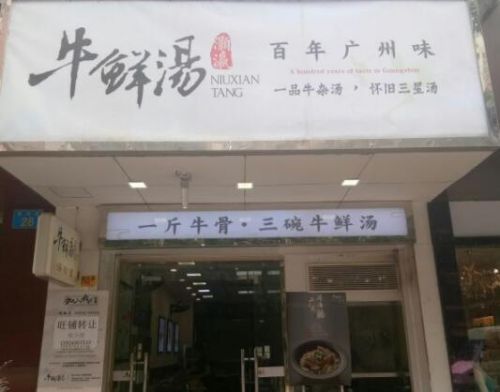 牛鲜汤
NIUXIAN
TANG
百年广州味
A hundred years of taste in Guangzhou
一品牛杂汤，怀旧三星汤
一斤牛骨·三碗牛鲜汤
28
旺铺转让